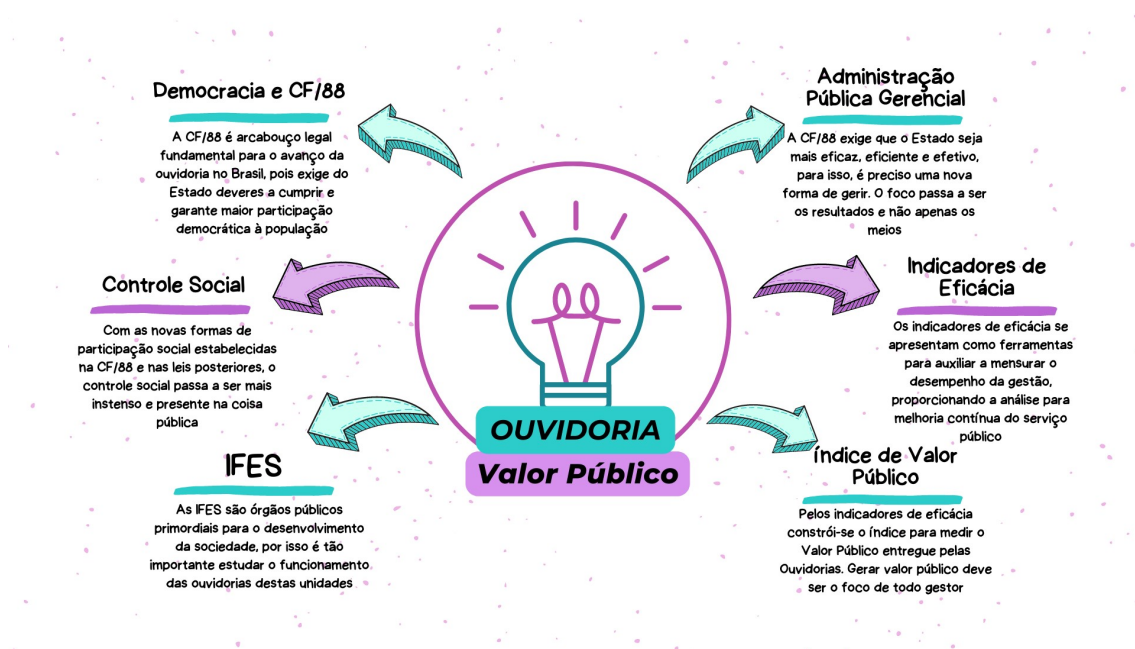 Democracia e CF/88
A CF/88 é arcabouço legal
fundamental para o avanço da
ouvidoria no Brasil, pois exige do
Estado deveres a cumprir e
garante maior participação
democrática à população
Controle Social
Com as novas formas de
participação social estabelecidas
na CF/88 e nas leis posteriores, o
controle social passa a ser mais
instenso e presente na coisa
pública
IFES
As IFES são órgãos públicos
primordiais para o desenvolvimento
da sociedade, por isso é tão
importante estudar o funcionamento
das ouvidorias destas unidades
OUVIDORIA
Valor Público
Administração
Pública Gerencial
A CF/88 exige que o Estado seja
mais eficaz, eficiente e efetivo,
para isso, é preciso uma nova
forma de gerir. O foco passa a ser
os resultados e não apenas os
meios
Indicadores de
Eficácia
Os indicadores de eficácia se
apresentam como ferramentas
para auxiliar a mensurar o
desempenho da gestão,
proporcionando a análise para
melhoria contínua do serviço
público
Índice de Valor
Público
Pelos indicadores de eficácia
constrói-se o índice para medir o
Valor Público entregue pelas
Ouvidorias. Gerar valor público deve
ser o foco de todo gestor